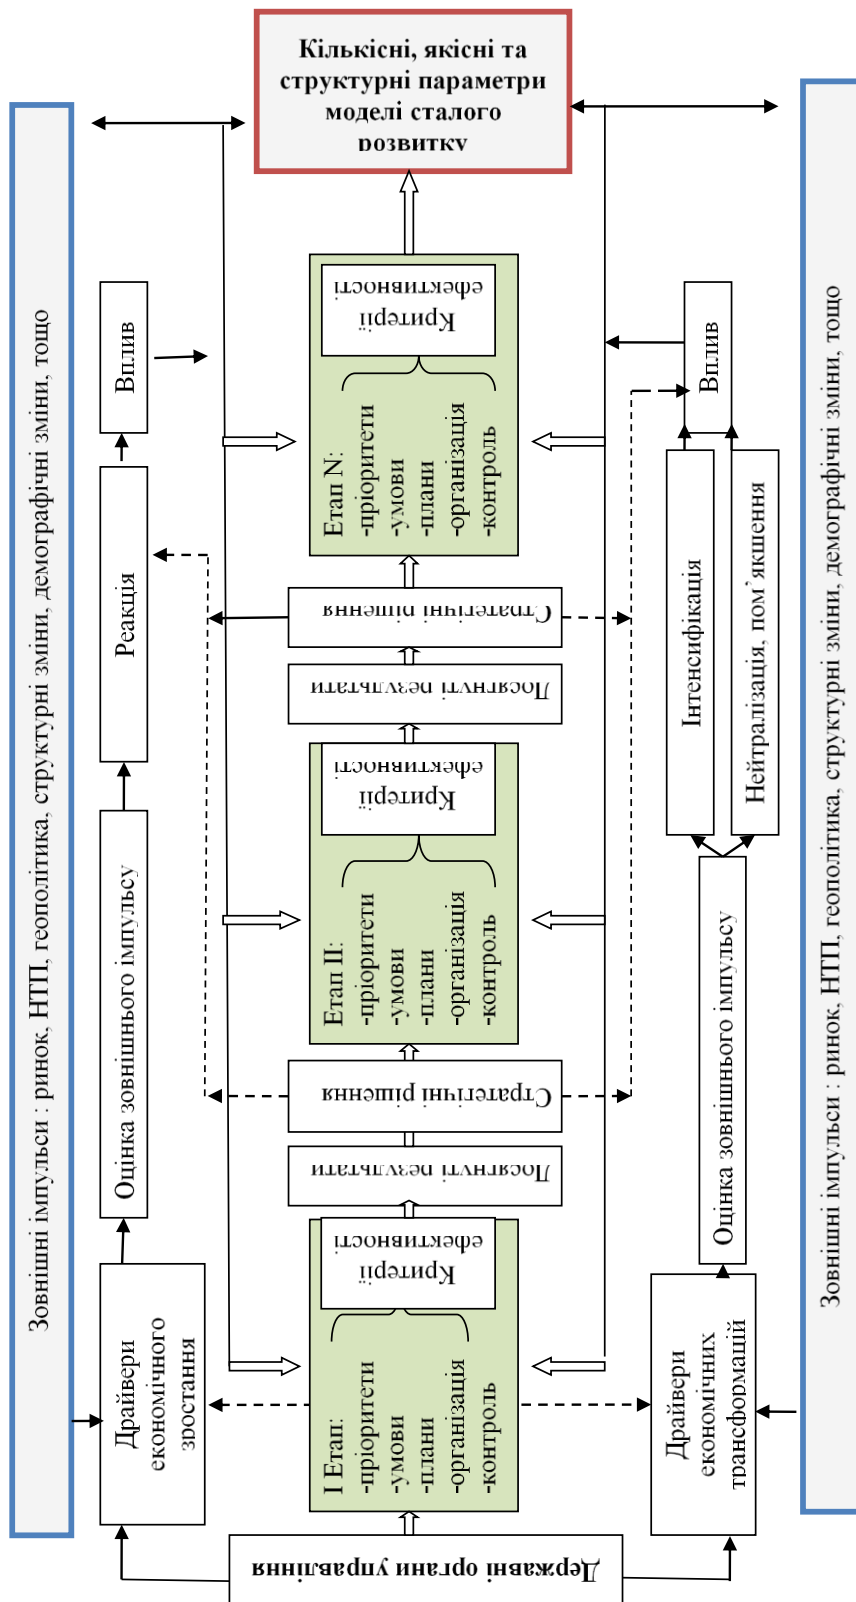 Кількісні, якісні та
структурні параметри
моделі сталого
розвитку
Зовнішні імпульси : ринок, НТП, геополітика, структурні зміни, демографічні зміни, тощо
Драйвери
економічного
зростання
Оцінка зовнішнього імпульсу
Реакція
Вплив
Державні органи управління
І Етап:
-пріоритети
-умови
-плани
-організація
-контроль
Критерії
ефективності
Досягнуті результати
Стратегічні рішення
Етап ІІ:
-пріоритети
-умови
-плани
-організація
-контроль
Критерії
ефективності
Досягнуті результати
Стратегічні рішення
Етап N:
-пріоритети
-умови
-плани
-організація
-контроль
Критерії
ефективності
Драйвери
економічних
трансформацій
Оцінка зовнішнього імпульсу
Інтенсифікація
Нейтралізація, пом`якшення
Вплив
Зовнішні імпульси : ринок, НТП, геополітика, структурні зміни, демографічні зміни, тощо